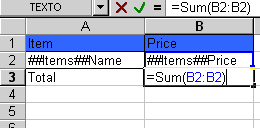 TEXTO =Sum(B2:B2)
A B
1 Item Price
2 ##Items##Name ##Items##Price
3 Total =Sum(B2:B2)